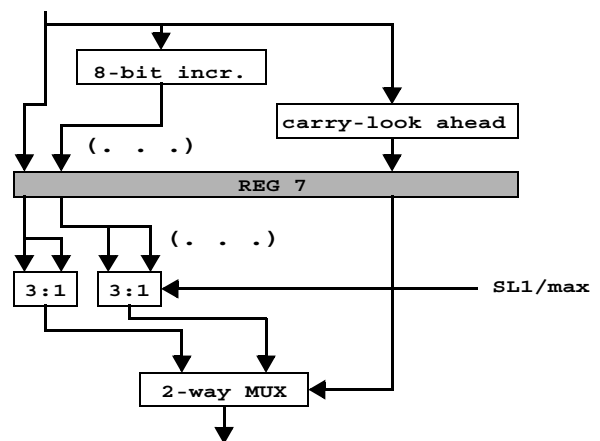 8-bit incr.
carry-look ahead
(. . .)
REG 7
(. . .)
3:1
3:1
SL1/max
2-way MUX